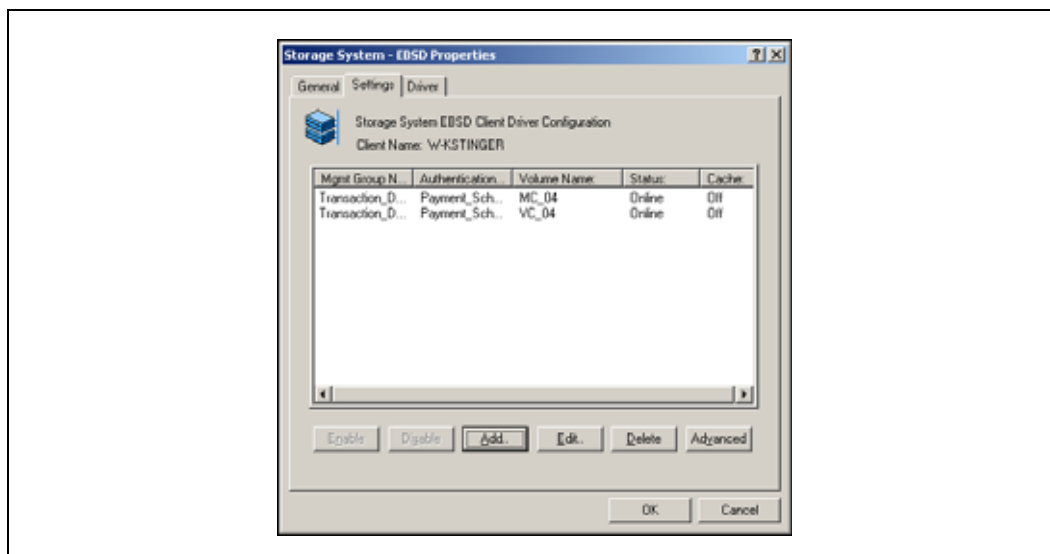 Storage System - EBSD Properties
General Settings Driver
Storage System EBSD Client Driver Configuration
Client Name: W-KSTINGER
Mgmt Group N... Authentication... Volume Name: Status: Cache:
Transaction_D... Payment_Sch... MC_04 Online Off
Transaction_D... Payment_Sch... VC_04 Online Off
Enable Disable Add.. Edit.. Delete Advanced
OK Cancel